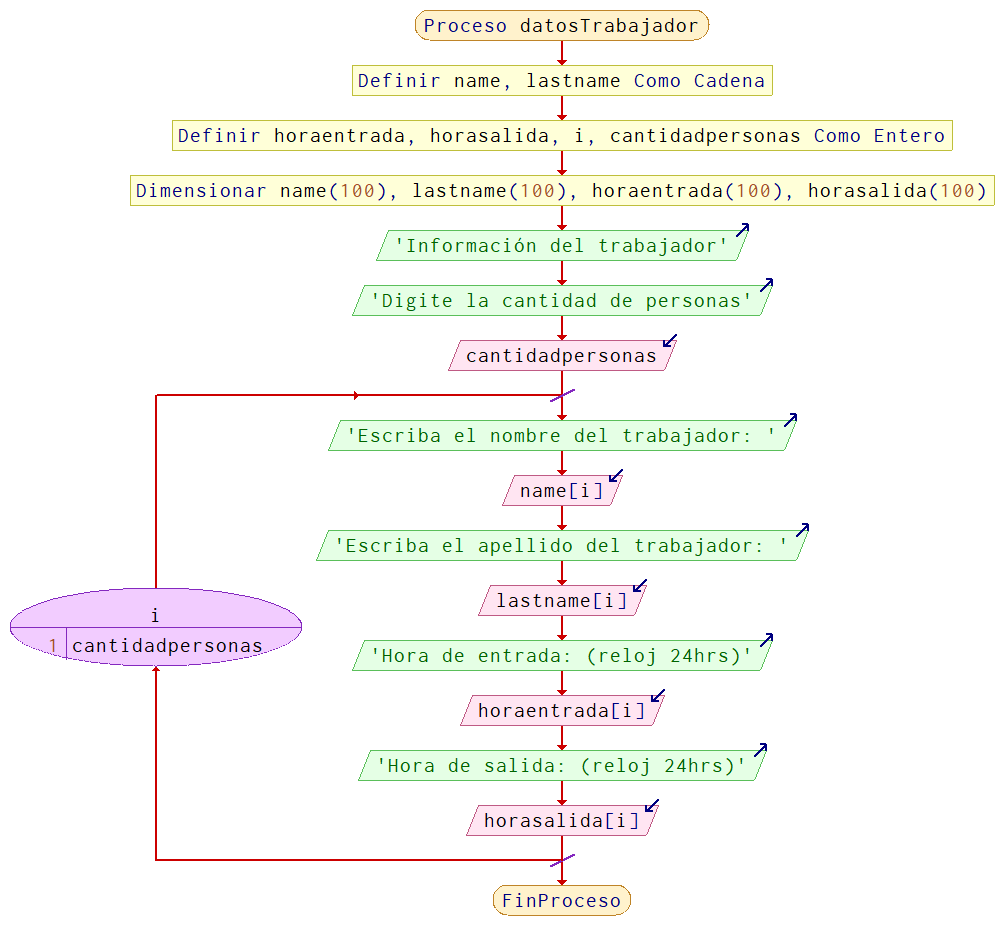 Proceso datosTrabajador
Definir name, lastname Como Cadena
Definir horaentrada, horasalida, i, cantidadpersonas Como Entero
Dimensionar name(100), lastname(100), horaentrada(100), horasalida(100)
'Información del trabajador'
'Digite la cantidad de personas'
cantidadpersonas
'Escriba el nombre del trabajador: '
name[i]
'Escriba el apellido del trabajador: '
lastname[i]
i
1 cantidadpersonas
'Hora de entrada: (reloj 24hrs)'
horaentrada[i]
'Hora de salida: (reloj 24hrs)'
horasalida[i]
FinProceso